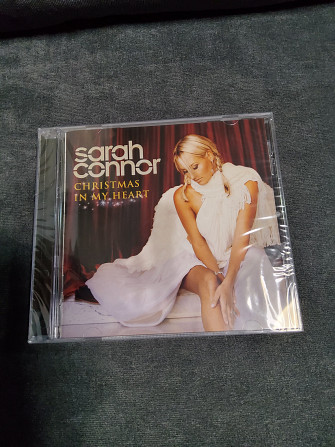 sarah
connor
CHRISTMAS
IN MY HEART